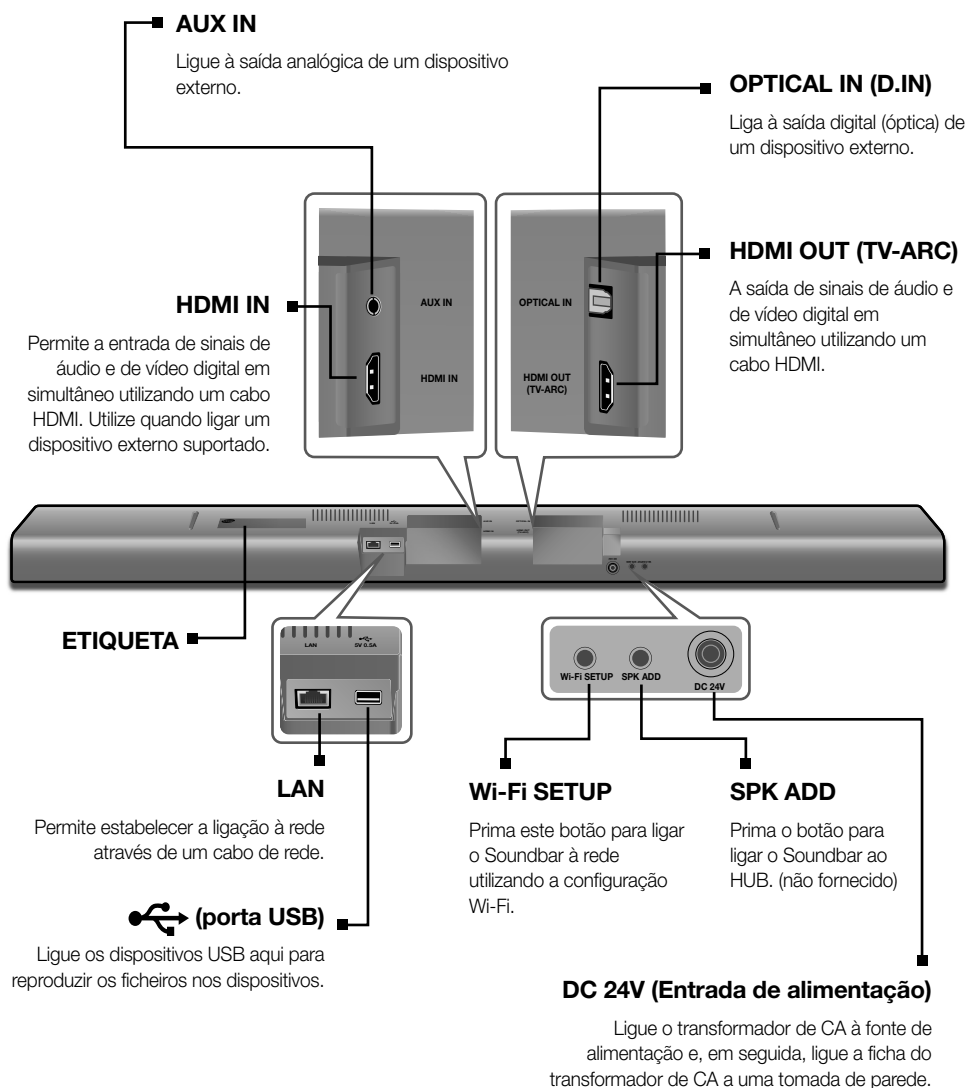 AUX IN
Ligue à saída analógica de um dispositivo
externo.
OPTICAL IN (D.IN)
Liga à saída digital (óptica) de
um dispositivo externo.
HDMI OUT (TV-ARC)
A saída de sinais de áudio e
de vídeo digital em
simultâneo utilizando um
cabo HDMI.
HDMI IN
Permite a entrada de sinais de
áudio e de vídeo digital em
simultâneo utilizando um cabo
HDMI. Utilize quando ligar um
dispositivo externo suportado.
AUX IN
HDMI IN
OPTICAL IN
HDMI OUT
(TV-ARC)
ETIQUETA
LAN
5V 0.5A
Wi-Fi SETUP
SPK ADD
DC 24V
LAN
Permite estabelecer a ligação à rede
através de um cabo de rede.
(porta USB)
Ligue os dispositivos USB aqui para
reproduzir os ficheiros nos dispositivos.
Wi-Fi SETUP
Prima este botão para ligar
o Soundbar à rede
utilizando a configuração
Wi-Fi.
SPK ADD
Prima o botão para
ligar o Soundbar ao
HUB. (não fornecido)
DC 24V (Entrada de alimentação)
Ligue o transformador de CA à fonte de
alimentação e, em seguida, ligue a ficha do
transformador de CA a uma tomada de parede.